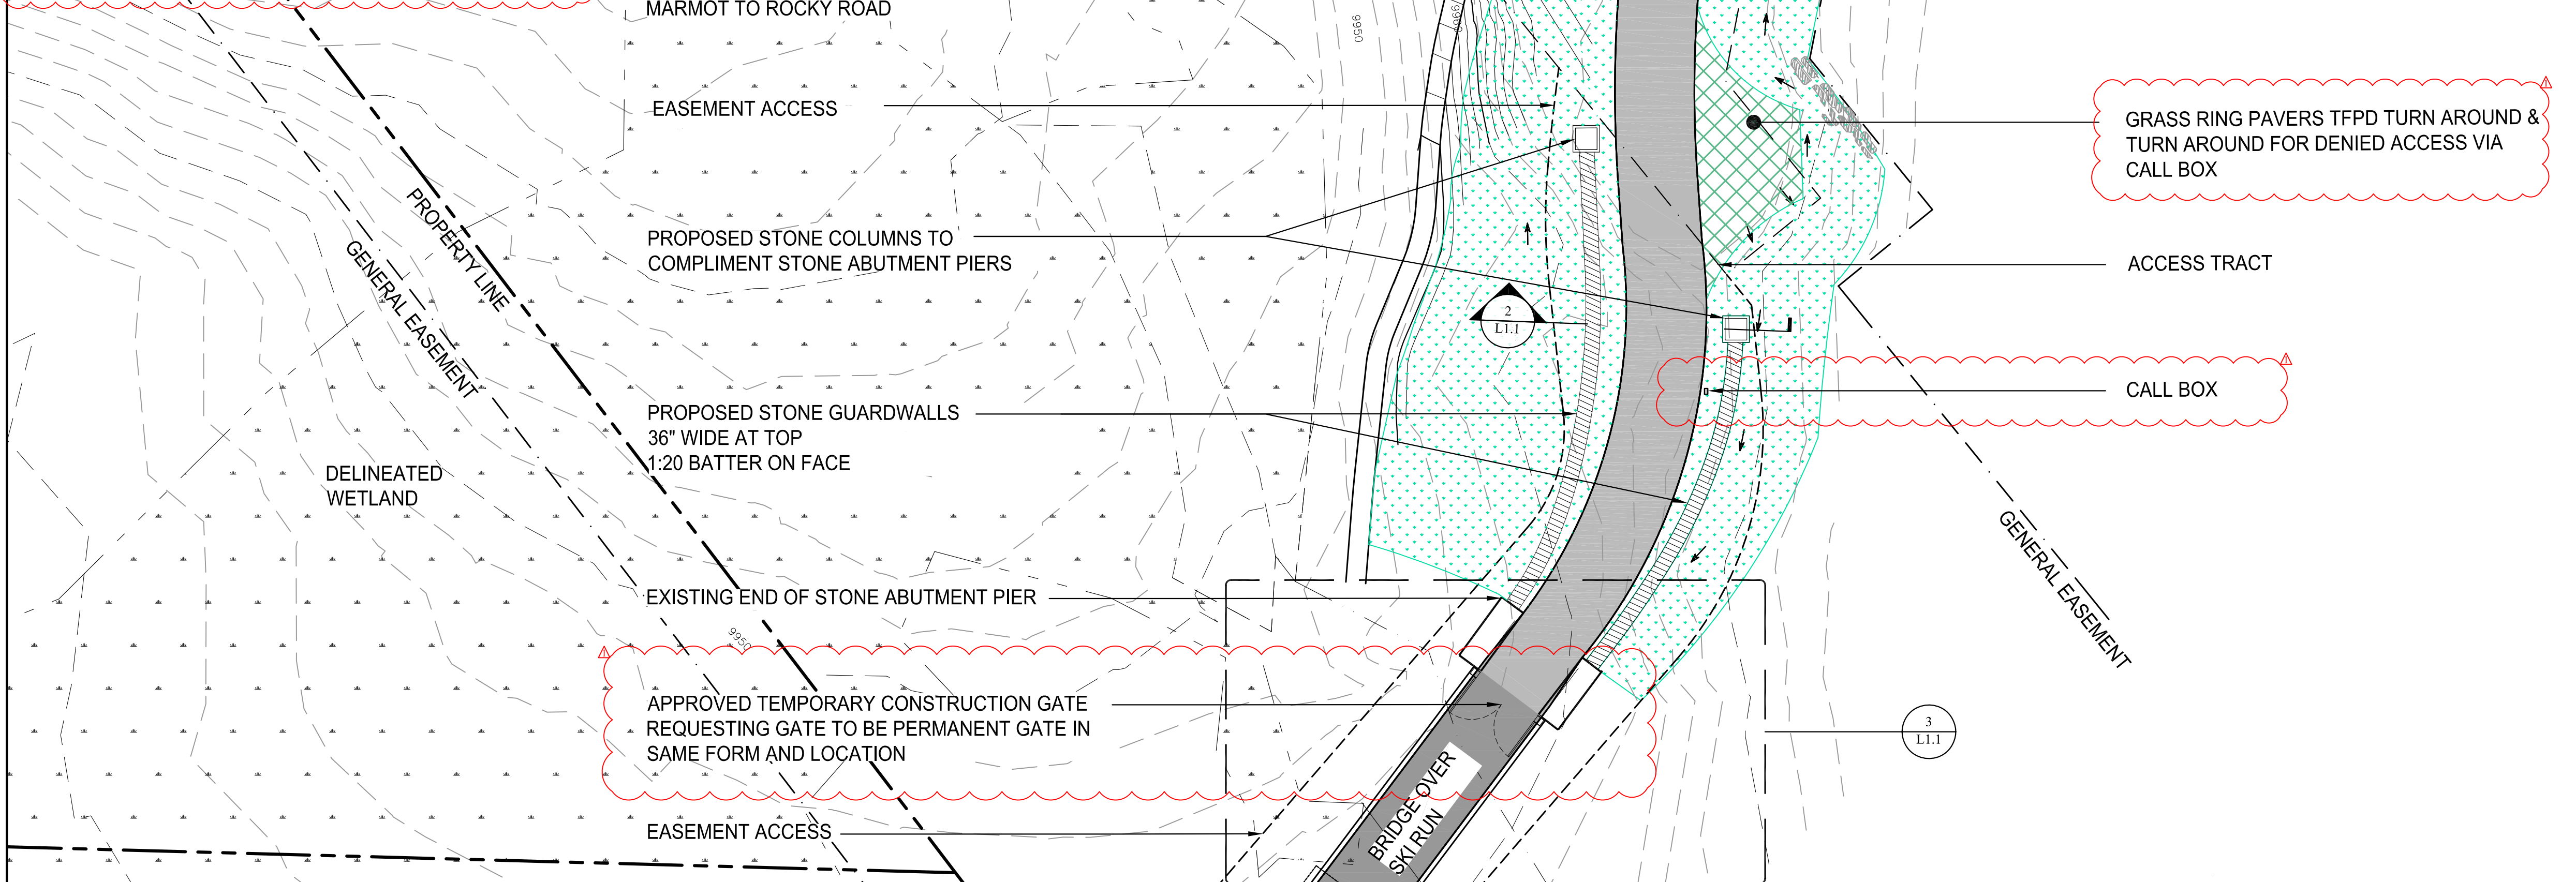 MARMOT TO ROCKY ROAD
9950
9960
EASEMENT ACCESS
GRASS RING PAVERS TFPD TURN AROUND &
TURN AROUND FOR DENIED ACCESS VIA
CALL BOX
PROPERTY LINE
GENERAL EASEMENT
PROPOSED STONE COLUMNS TO
COMPLIMENT STONE ABUTMENT PIERS
ACCESS TRACT
2
L1.1
CALL BOX
PROPOSED STONE GUARDWALLS
36" WIDE AT TOP
1:20 BATTER ON FACE
DELINEATED
WETLAND
GENERAL EASEMENT
EXISTING END OF STONE ABUTMENT PIER
9950
APPROVED TEMPORARY CONSTRUCTION GATE
REQUESTING GATE TO BE PERMANENT GATE IN
SAME FORM AND LOCATION
3
L1.1
BRIDGE OVER
SKI RUN
EASEMENT ACCESS